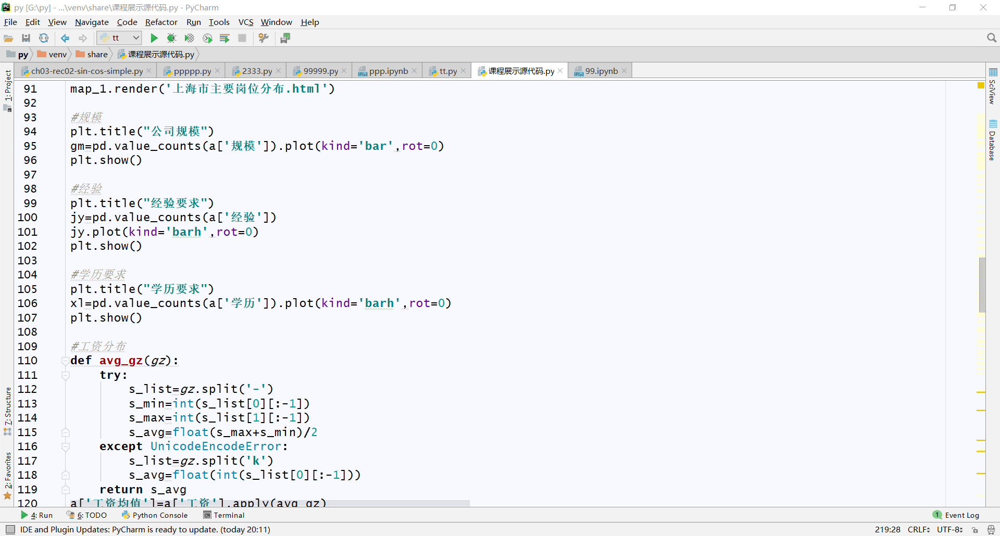 py [G:\py] - ...\venv\share\课程展示源代码.py - PyCharm
File Edit View Navigate Code Refactor Run Tools VCS Window Help
tt
py venv share 课程展示源代码.py
ch03-rec02-sin-cos-simple.py ppppp.py 2333.py 99999.py ppp.ipynb tt.py 课程展示源代码.py 99.ipynb
1: Project
7: Structure
2: Favorites
SciView
Database
91 map_1.render('上海市主要岗位分布.html')
92
93 #规模
94 plt.title("公司规模")
95 gm=pd.value_counts(a['规模']).plot(kind='bar',rot=0)
96 plt.show()
97
98 #经验
99 plt.title("经验要求")
100 jy=pd.value_counts(a['经验'])
101 jy.plot(kind='barh',rot=0)
102 plt.show()
103
104 #学历要求
105 plt.title("学历要求")
106 xl=pd.value_counts(a['学历']).plot(kind='barh',rot=0)
107 plt.show()
108
109 #工资分布
110 def avg_gz(gz):
111     try:
112         s_list=gz.split('-')
113         s_min=int(s_list[0][:-1])
114         s_max=int(s_list[1][:-1])
115         s_avg=float(s_max+s_min)/2
116     except UnicodeEncodeError:
117         s_list=gz.split('k')
118         s_avg=float(int(s_list[0][:-1]))
119     return s_avg
120 a['工资均值']=a['工资'].apply(avg_gz)
4: Run 6: TODO Python Console Terminal 1 Event Log
IDE and Plugin Updates: PyCharm is ready to update. (today 20:11) 219:28 CRLF UTF-8